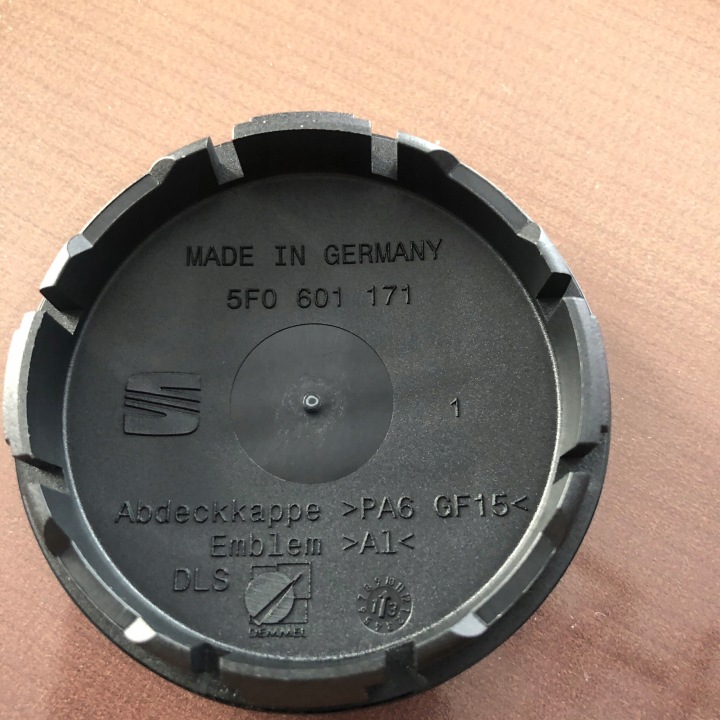 MADE IN GERMANY
5F0 601 171
1
Abdeckkappe >PA6 GF15<
Emblem >Al<
DLS
DEMMEL